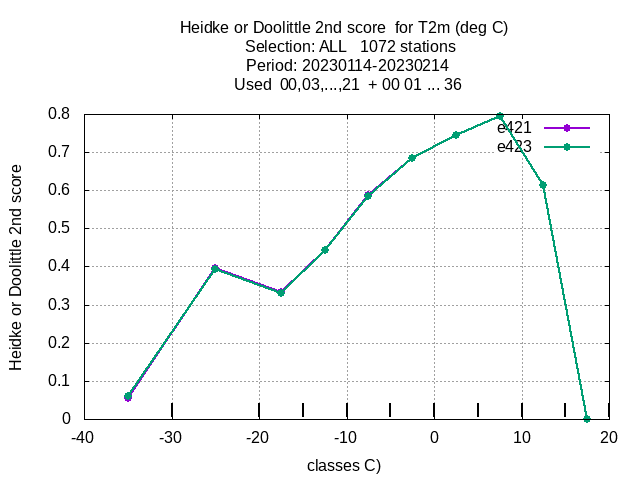 Heidke or Doolittle 2nd score  for T2m (deg C)
Selection: ALL   1072 stations
Period: 20230114-20230214
Used  00,03,...,21  + 00 01 ... 36
e421
e423
Heidke or Doolittle 2nd score
0.8
0.7
0.6
0.5
0.4
0.3
0.2
0.1
0
-40 -30 -20 -10 0 10 20
classes C)